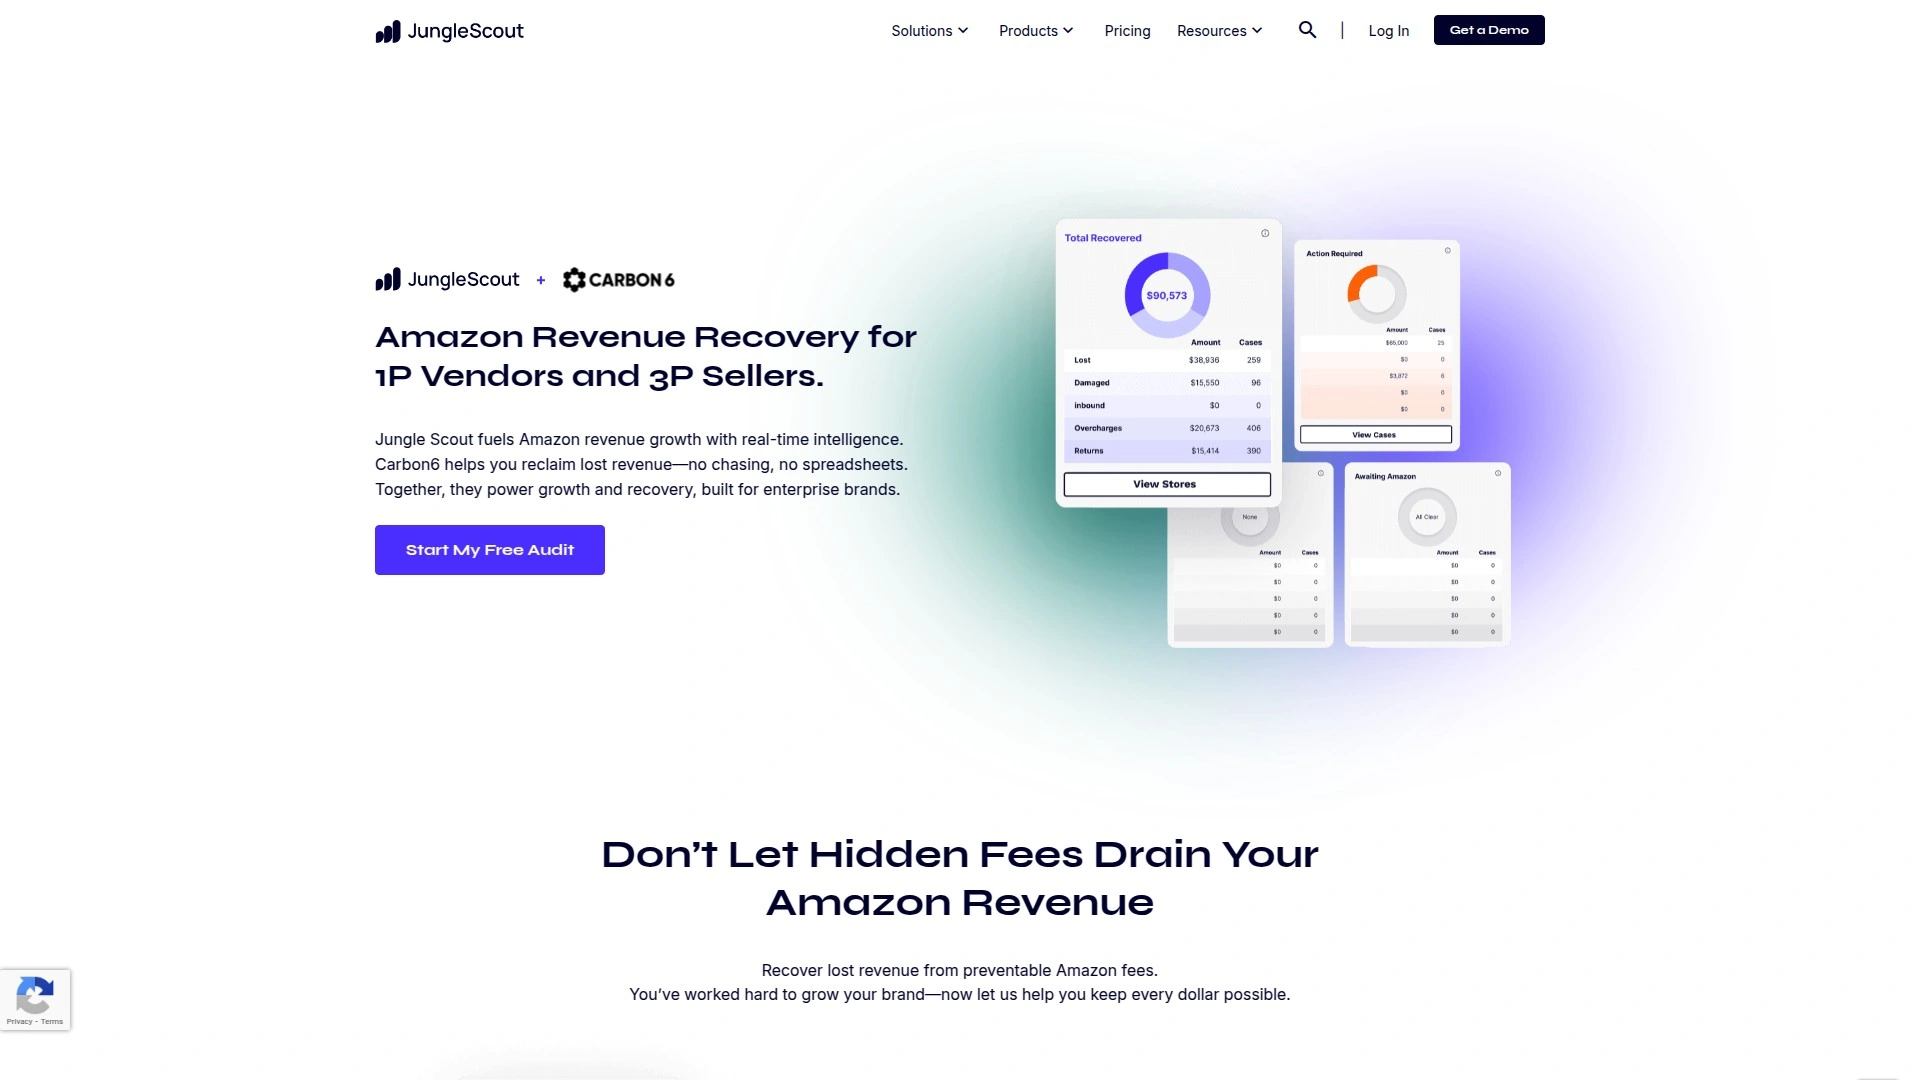 JungleScout
Solutions
Products
Pricing
Resources
|
Log In
Get a Demo
JungleScout + CARBON6
Amazon Revenue Recovery for
1P Vendors and 3P Sellers.
Jungle Scout fuels Amazon revenue growth with real-time intelligence.
Carbon6 helps you reclaim lost revenue—no chasing, no spreadsheets.
Together, they power growth and recovery, built for enterprise brands.
Start My Free Audit
Total Recovered
$90,573
Amount Cases
Lost $38,936 259
Damaged $15,550 96
inbound $0 0
Overcharges $20,673 406
Returns $15,414 390
View Stores
Action Required
Amount Cases
$65,000 25
$0 0
$3,872 6
$0 0
$0 0
View Cases
None
Amount Cases
$0 0
$0 0
$0 0
$0 0
$0 0
Awaiting Amazon
All Clear
Amount Cases
$0 0
$0 0
$0 0
$0 0
$0 0
Don’t Let Hidden Fees Drain Your
Amazon Revenue
Recover lost revenue from preventable Amazon fees.
You’ve worked hard to grow your brand—now let us help you keep every dollar possible.
Privacy - Terms